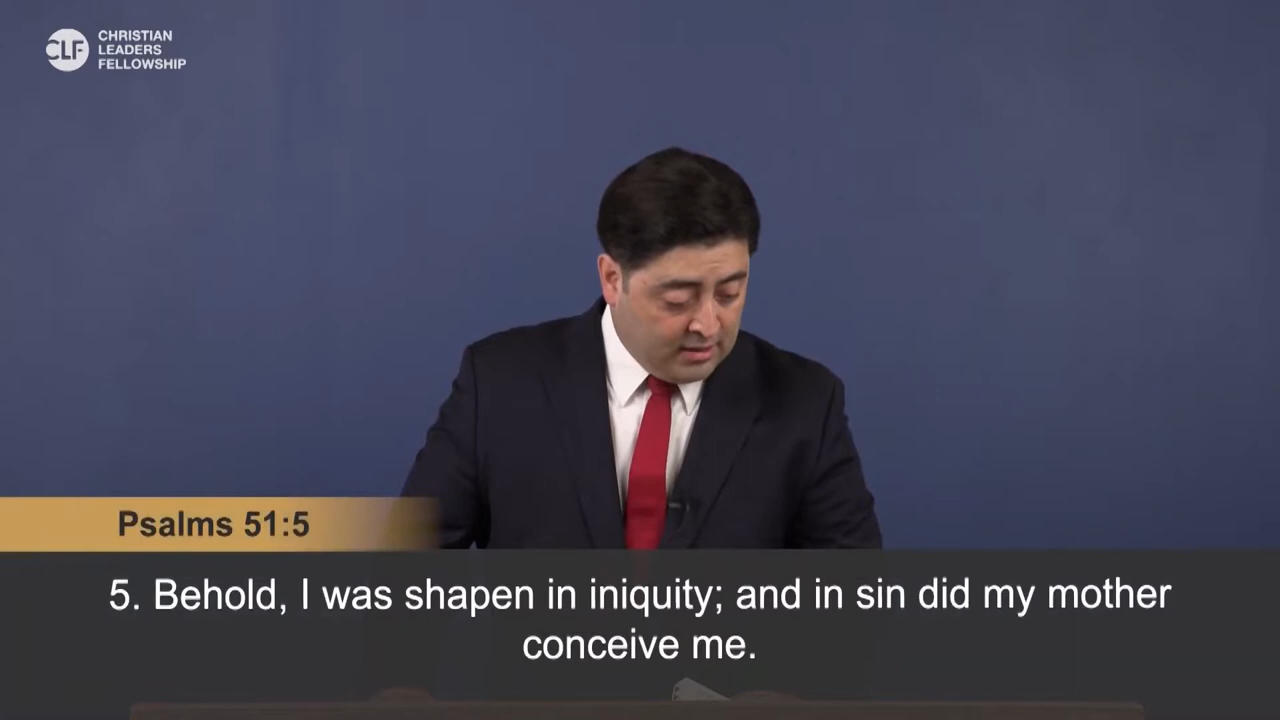 CLF
CHRISTIAN
LEADERS
FELLOWSHIP
Psalms 51:5
5. Behold, I was shapen in iniquity; and in sin did my mother
conceive me.